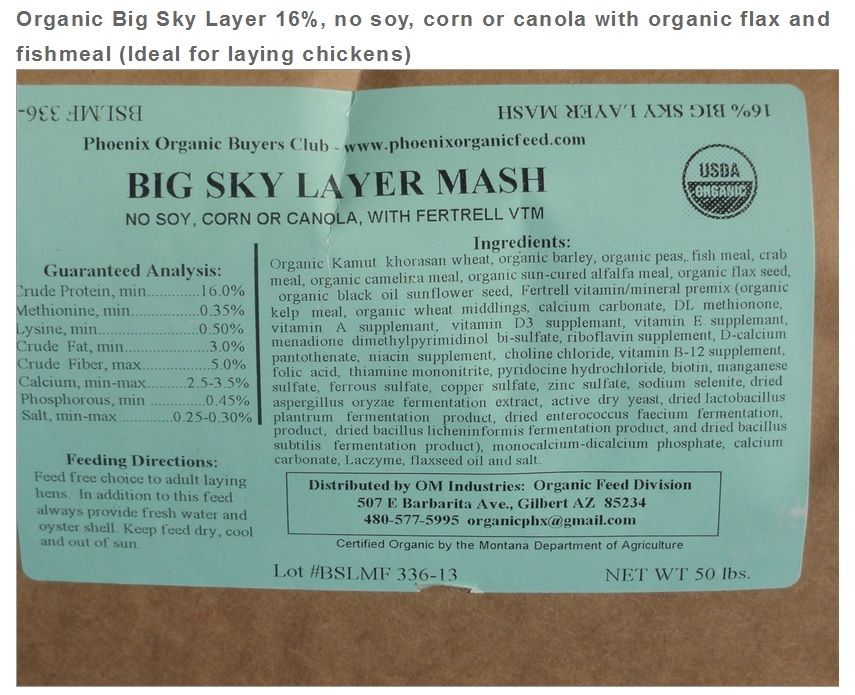 Organic Big Sky Layer 16%, no soy, corn or canola with organic flax and
fishmeal (Ideal for laying chickens)
16% BIG SKY LAYER MASH
BSLMF 336-
Phoenix Organic Buyers Club - www.phoenixorganicfeed.com
BIG SKY LAYER MASH
NO SOY, CORN OR CANOLA, WITH FERTRELL VTM
USDA
ORGANIC
Guaranteed Analysis:
Crude Protein, min..........16.0%
Methionine, min..............0.35%
Lysine, min.....................0.50%
Crude Fat, min.................3.0%
Crude Fiber, max..............5.0%
Calcium, min-max........2.5-3.5%
Phosphorous, min ...........0.45%
Salt, min-max ..........0.25-0.30%
Feeding Directions:
Feed free choice to adult laying
hens. In addition to this feed
always provide fresh water and
oyster shell. Keep feed dry, cool
and out of sun.
Ingredients:
Organic Kamut khorasan wheat, organic barley, organic peas, fish meal, crab
meal, organic camelina meal, organic sun-cured alfalfa meal, organic flax seed,
organic black oil sunflower seed, Fertrell vitamin/mineral premix (organic
kelp meal, organic wheat middlings, calcium carbonate, DL methionone,
vitamin A supplemant, vitamin D3 supplemant, vitamin E supplemant,
menadione dimethylpyrimidinol bi-sulfate, riboflavin supplement, D-calcium
pantothenate, niacin supplement, choline chloride, vitamin B-12 supplement,
folic acid, thiamine mononitrite, pyridocine hydrochloride, biotin, manganese
sulfate, ferrous sulfate, copper sulfate, zinc sulfate, sodium selenite, dried
aspergillus oryzae fermentation extract, active dry yeast, dried lactobacillus
plantrum fermentation product, dried enterococcus faecium fermentation,
product, dried bacillus licheninformis fermentation product, and dried bacillus
subtilis fermentation product), monocalcium-dicalcium phosphate, calcium
carbonate, Laczyme, flaxseed oil and salt.
Distributed by OM Industries: Organic Feed Division
507 E Barbarita Ave., Gilbert AZ 85234
480-577-5995 organicphx@gmail.com
Certified Organic by the Montana Department of Agriculture
Lot #BSLMF 336-13
NET WT 50 lbs.